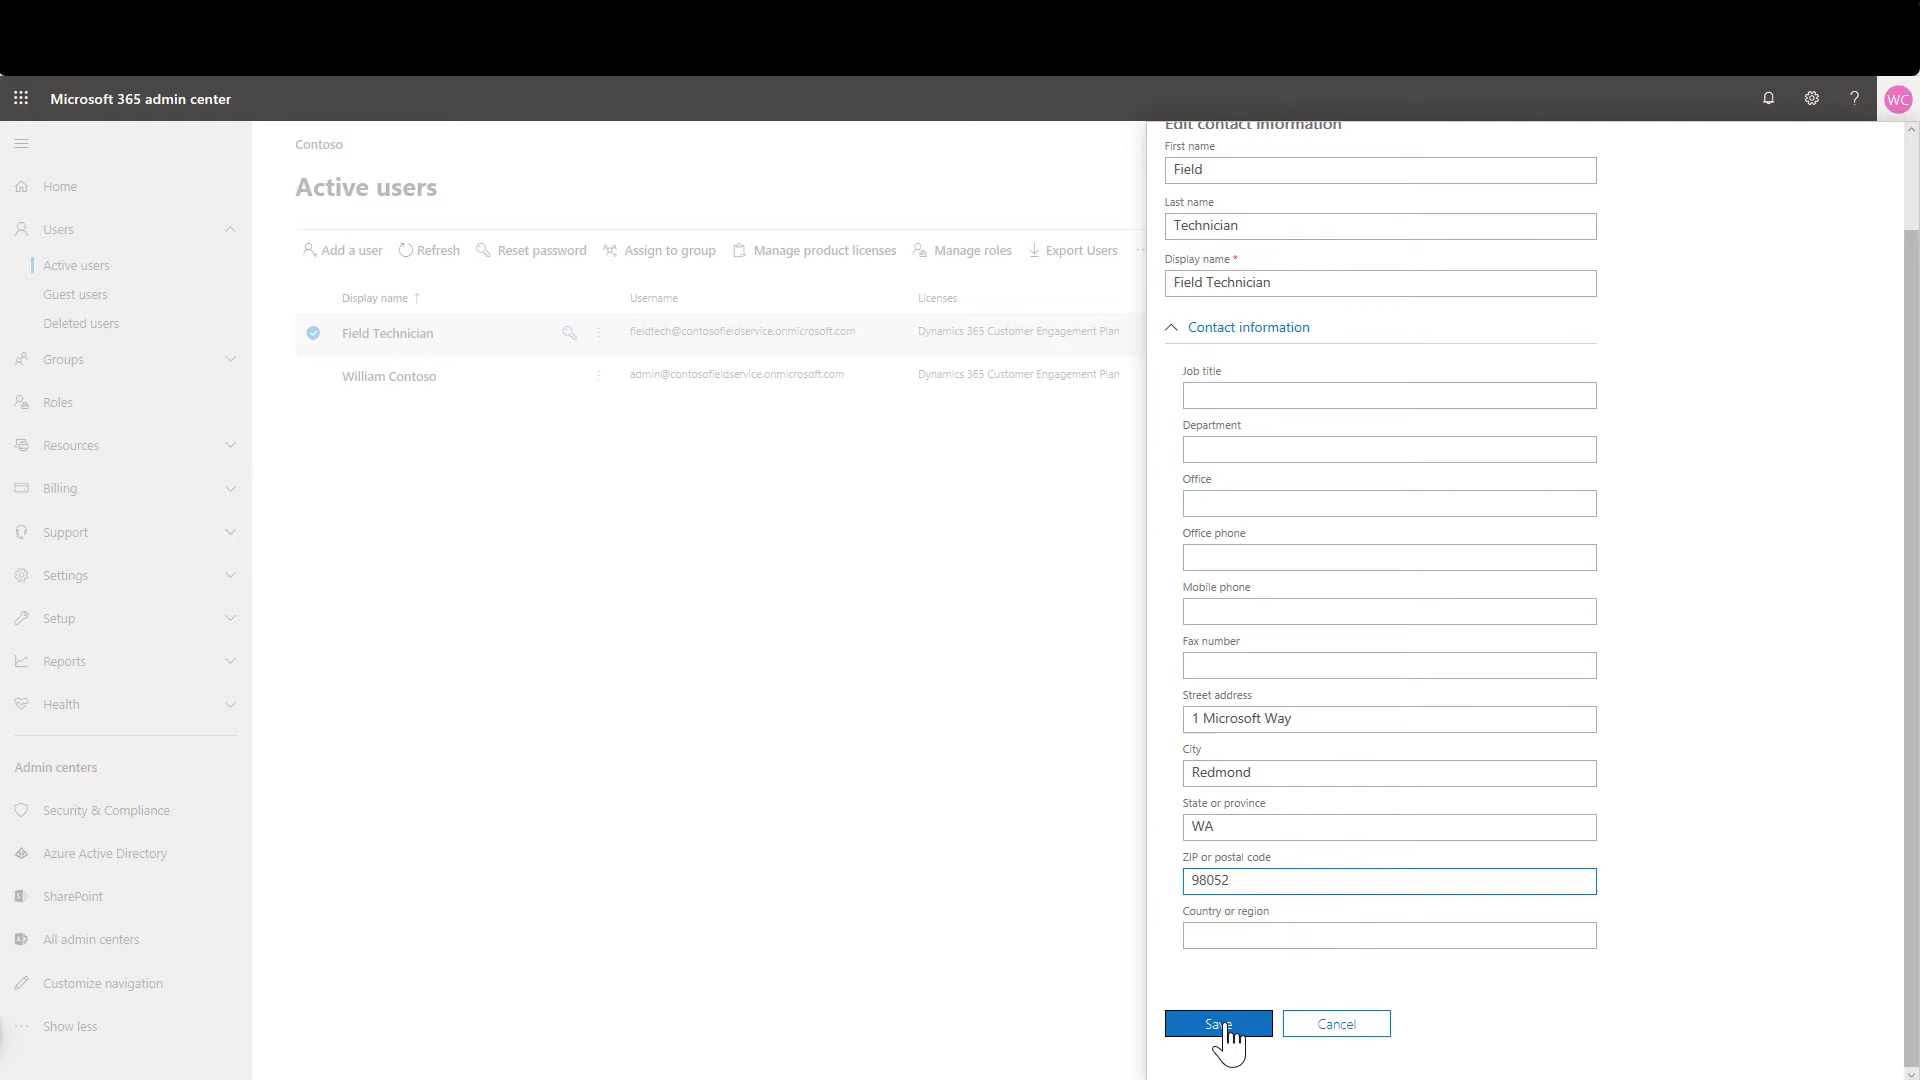 Microsoft 365 admin center
?
WC
Home
Users
Active users
Guest users
Deleted users
Groups
Roles
Resources
Billing
Support
Settings
Setup
Reports
Health
Admin centers
Security & Compliance
Azure Active Directory
SharePoint
All admin centers
Customize navigation
Show less
Contoso
Active users
Add a user
Refresh
Reset password
Assign to group
Manage product licenses
Manage roles
Export Users
Display name ↑
Username
Licenses
Field Technician
fieldtech@contosofieldservice.onmicrosoft.com
Dynamics 365 Customer Engagement Plan
William Contoso
admin@contosofieldservice.onmicrosoft.com
Dynamics 365 Customer Engagement Plan
Edit contact information
First name
Field
Last name
Technician
Display name *
Field Technician
Contact information
Job title
Department
Office
Office phone
Mobile phone
Fax number
Street address
1 Microsoft Way
City
Redmond
State or province
WA
ZIP or postal code
98052
Country or region
Save
Cancel